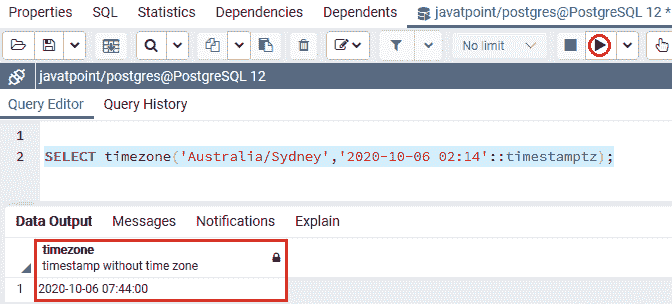 Properties SQL Statistics Dependencies Dependents javatpoint/postgres@PostgreSQL 12 *
No limit
javatpoint/postgres@PostgreSQL 12
Query Editor Query History
1
2 SELECT timezone('Australia/Sydney','2020-10-06 02:14'::timestamptz);
Data Output Messages Notifications Explain
timezone
timestamp without time zone
1 2020-10-06 07:44:00